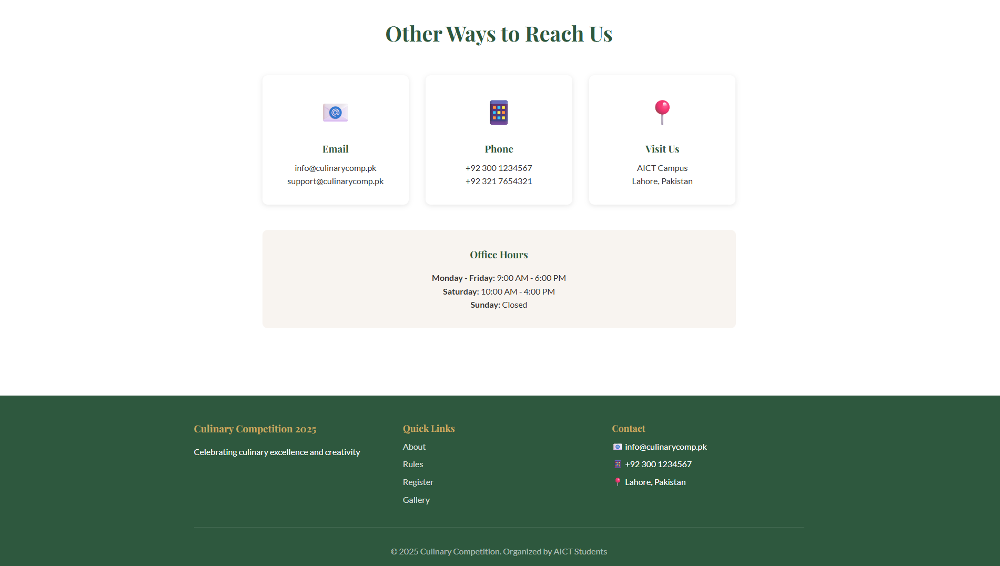 Other Ways to Reach Us
Email
info@culinarycomp.pk
support@culinarycomp.pk
Phone
+92 300 1234567
+92 321 7654321
Visit Us
AICT Campus
Lahore, Pakistan
Office Hours
Monday - Friday: 9:00 AM - 6:00 PM
Saturday: 10:00 AM - 4:00 PM
Sunday: Closed
Culinary Competition 2025
Celebrating culinary excellence and creativity
Quick Links
About
Rules
Register
Gallery
Contact
info@culinarycomp.pk
+92 300 1234567
Lahore, Pakistan
© 2025 Culinary Competition. Organized by AICT Students